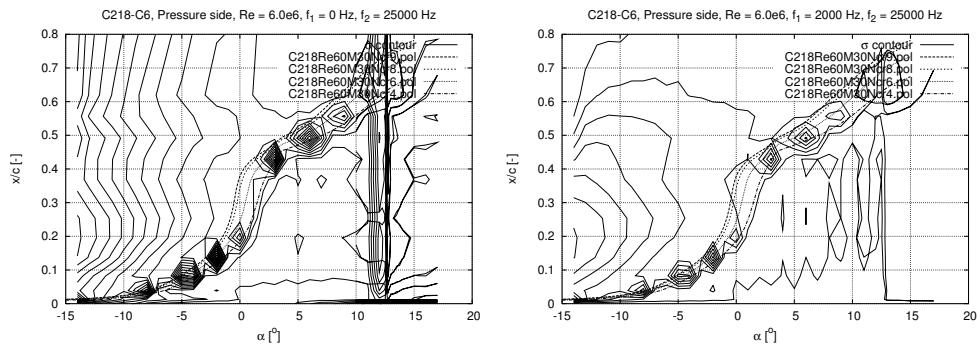 C218-C6, Pressure side, Re = 6.0e6, f1 = 0 Hz, f2 = 25000 Hz
σ contour
C218Re60M30Ncr9.pol
C218Re60M30Ncr8.pol
C218Re60M30Ncr6.pol
C218Re60M30Ncr4.pol
x/c [-]
0.8
0.7
0.6
0.5
0.4
0.3
0.2
0.1
0
-15 -10 -5 0 5 10 15 20
α [°]
C218-C6, Pressure side, Re = 6.0e6, f1 = 2000 Hz, f2 = 25000 Hz
σ contour
C218Re60M30Ncr9.pol
C218Re60M30Ncr8.pol
C218Re60M30Ncr6.pol
C218Re60M30Ncr4.pol
x/c [-]
0.8
0.7
0.6
0.5
0.4
0.3
0.2
0.1
0
-15 -10 -5 0 5 10 15 20
α [°]